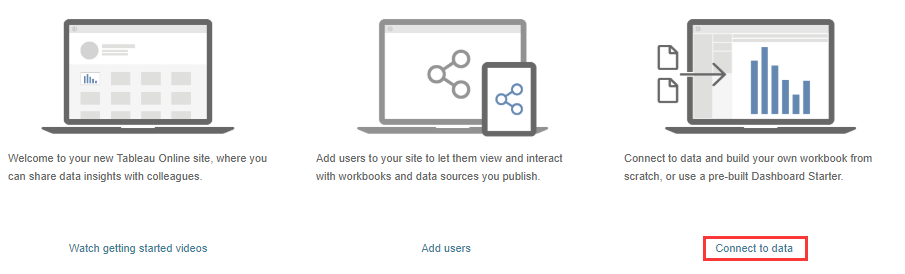 Welcome to your new Tableau Online site, where you
can share data insights with colleagues.
Watch getting started videos
Add users to your site to let them view and interact
with workbooks and data sources you publish.
Add users
Connect to data and build your own workbook from
scratch, or use a pre-built Dashboard Starter.
Connect to data